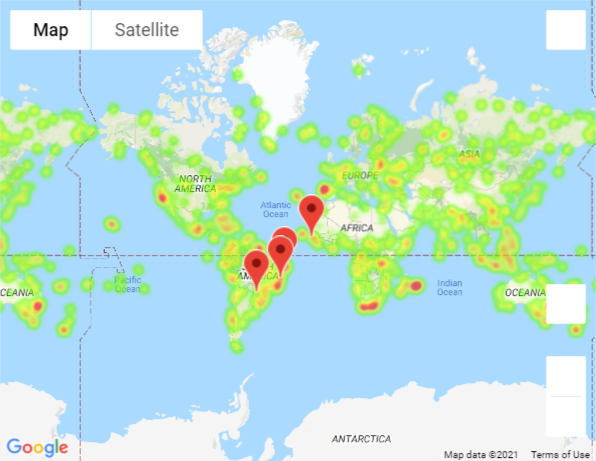 Map
Satellite
NORTH
AMERICA
ASIA
EUROPE
Atlantic
Ocean
AFRICA
AMERICA
Pacific
Ocean
Indian
Ocean
CEANIA
OCEANIA
ANTARCTICA
Google
Map data ©2021
Terms of Use